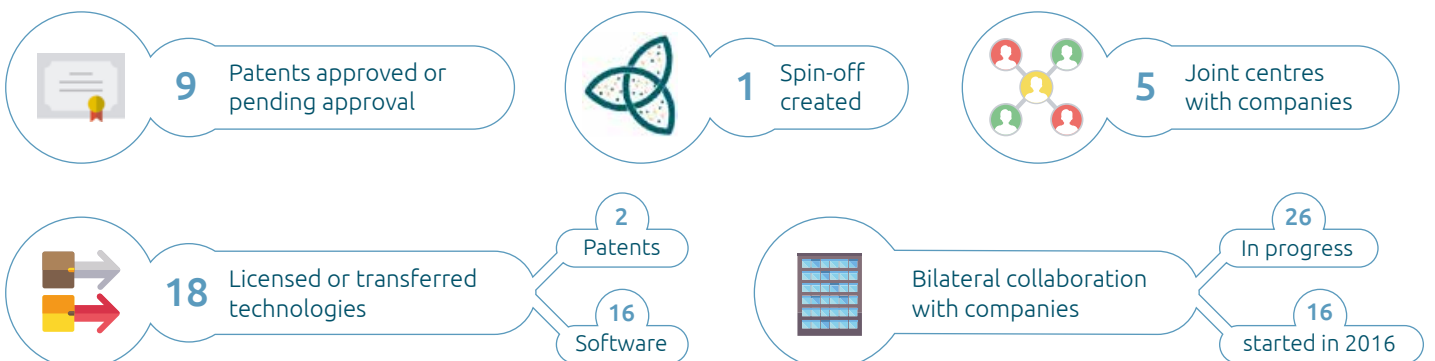 9
Patents approved or
pending approval
1
Spin-off
created
5
Joint centres
with companies
18
Licensed or transferred
technologies
2
Patents
16
Software
Bilateral collaboration
with companies
26
In progress
16
started in 2016